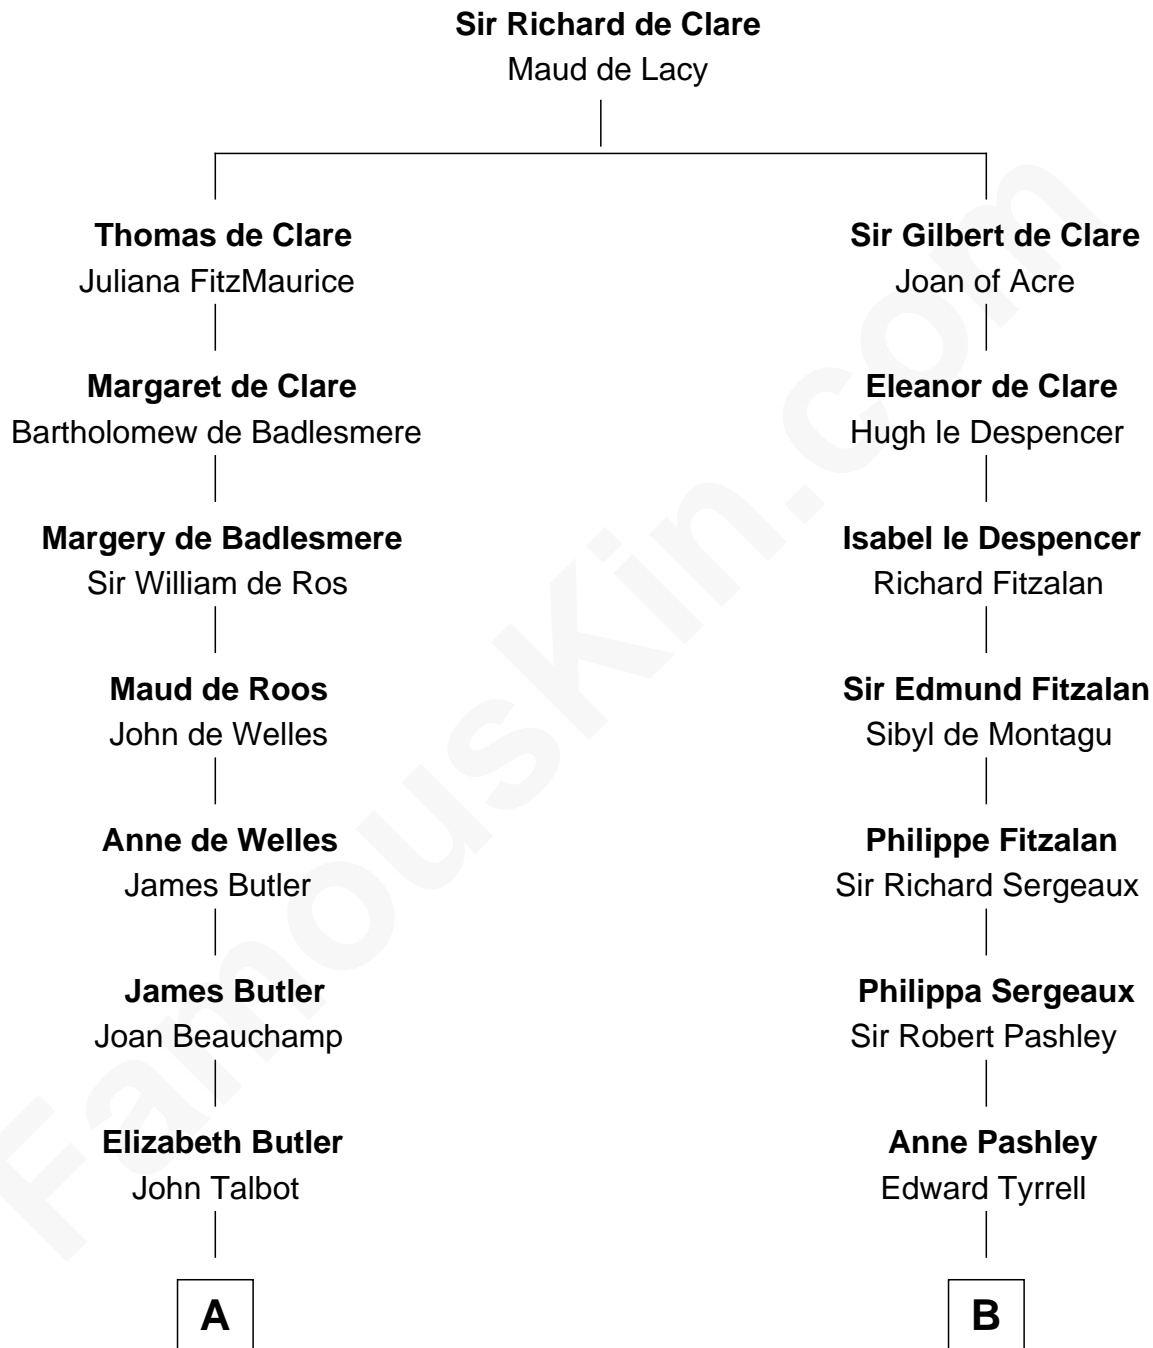 Sir Richard de Clare
Maud de Lacy
Thomas de Clare
Juliana FitzMaurice
Margaret de Clare
Bartholomew de Badlesmere
Margery de Badlesmere
Sir William de Ros
Maud de Roos
John de Welles
Anne de Welles
James Butler
James Butler
Joan Beauchamp
Elizabeth Butler
John Talbot
A
Sir Gilbert de Clare
Joan of Acre
Eleanor de Clare
Hugh le Despencer
Isabel le Despencer
Richard Fitzalan
Sir Edmund Fitzalan
Sibyl de Montagu
Philippe Fitzalan
Sir Richard Sergeaux
Philippa Sergeaux
Sir Robert Pashley
Anne Pashley
Edward Tyrrell
B
FamousKin.com